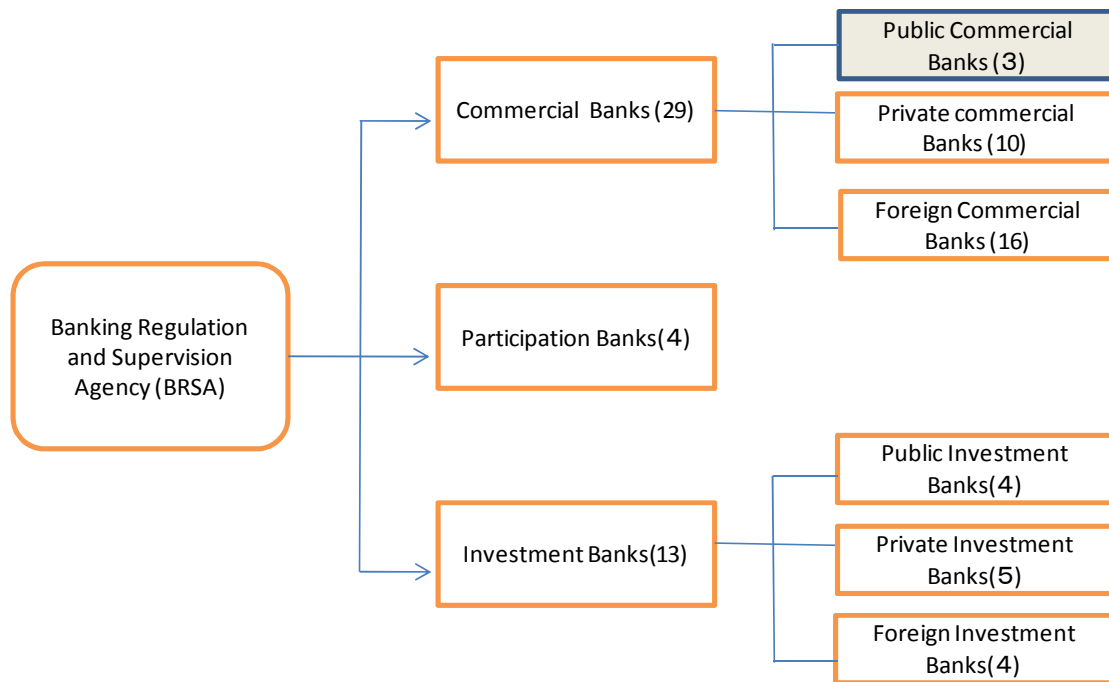 Banking Regulation
and Supervision
Agency (BRSA)
Commercial Banks (29)
Public Commercial
Banks (3)
Private commercial
Banks (10)
Foreign Commercial
Banks (16)
Participation Banks(4)
Investment Banks(13)
Public Investment
Banks(4)
Private Investment
Banks(5)
Foreign Investment
Banks(4)